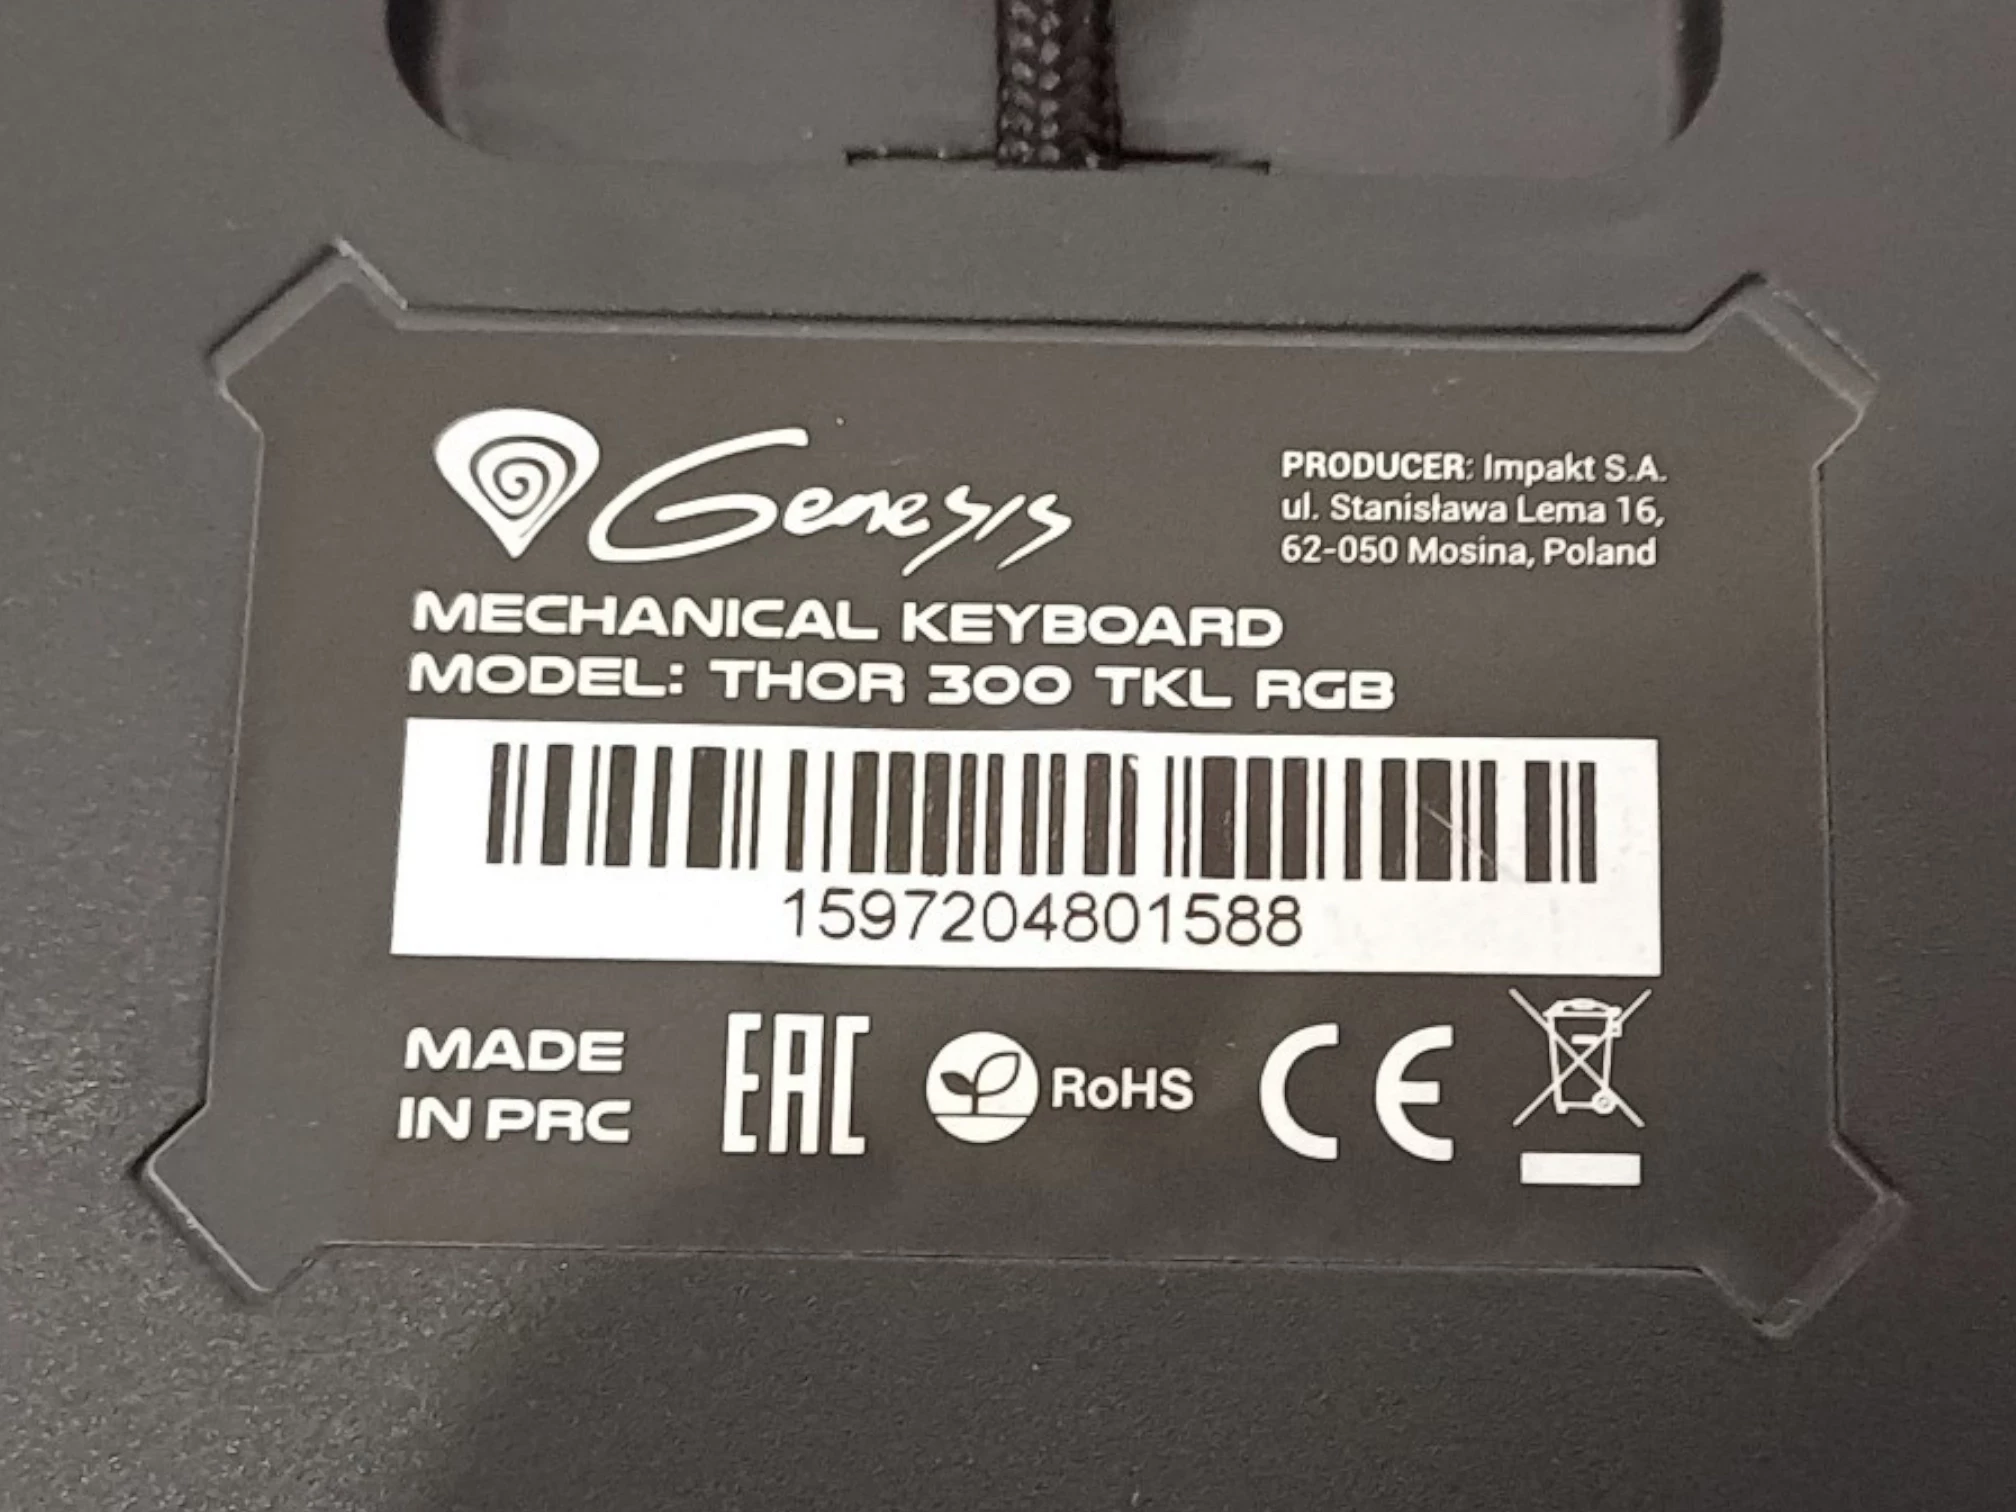 Genesis
PRODUCER: Impakt S.A.
ul. Stanisława Lema 16,
62-050 Mosina, Poland
MECHANICAL KEYBOARD
MODEL: THOR 300 TKL RGB
1597204801588
MADE
IN PRC
EAC
RoHS
CE